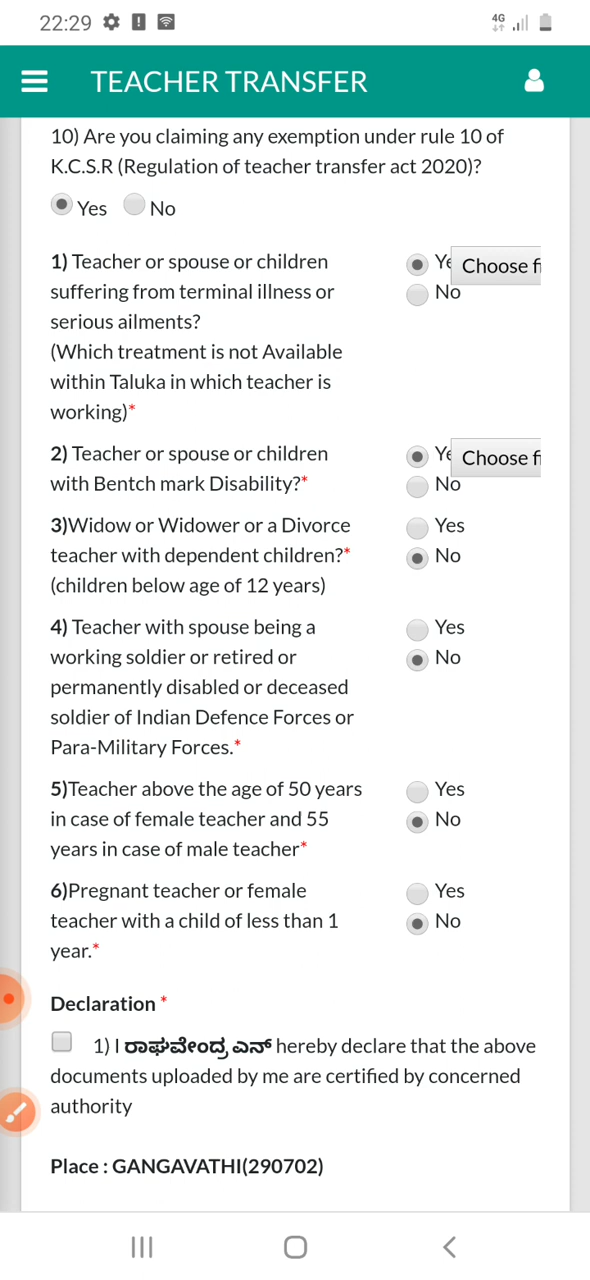 22:29
4G
TEACHER TRANSFER
10) Are you claiming any exemption under rule 10 of
K.C.S.R (Regulation of teacher transfer act 2020)?
Yes No
1) Teacher or spouse or children
suffering from terminal illness or
serious ailments?
(Which treatment is not Available
within Taluka in which teacher is
working)*
Ye Choose fi
No
2) Teacher or spouse or children
with Bentch mark Disability?*
Ye Choose fi
No
3)Widow or Widower or a Divorce
teacher with dependent children?*
(children below age of 12 years)
Yes
No
4) Teacher with spouse being a
working soldier or retired or
permanently disabled or deceased
soldier of Indian Defence Forces or
Para-Military Forces.*
Yes
No
5)Teacher above the age of 50 years
in case of female teacher and 55
years in case of male teacher*
Yes
No
6)Pregnant teacher or female
teacher with a child of less than 1
year.*
Yes
No
Declaration *
1) I ರಾಘವೇಂದ್ರ ಎನ್ hereby declare that the above
documents uploaded by me are certified by concerned
authority
Place : GANGAVATHI(290702)